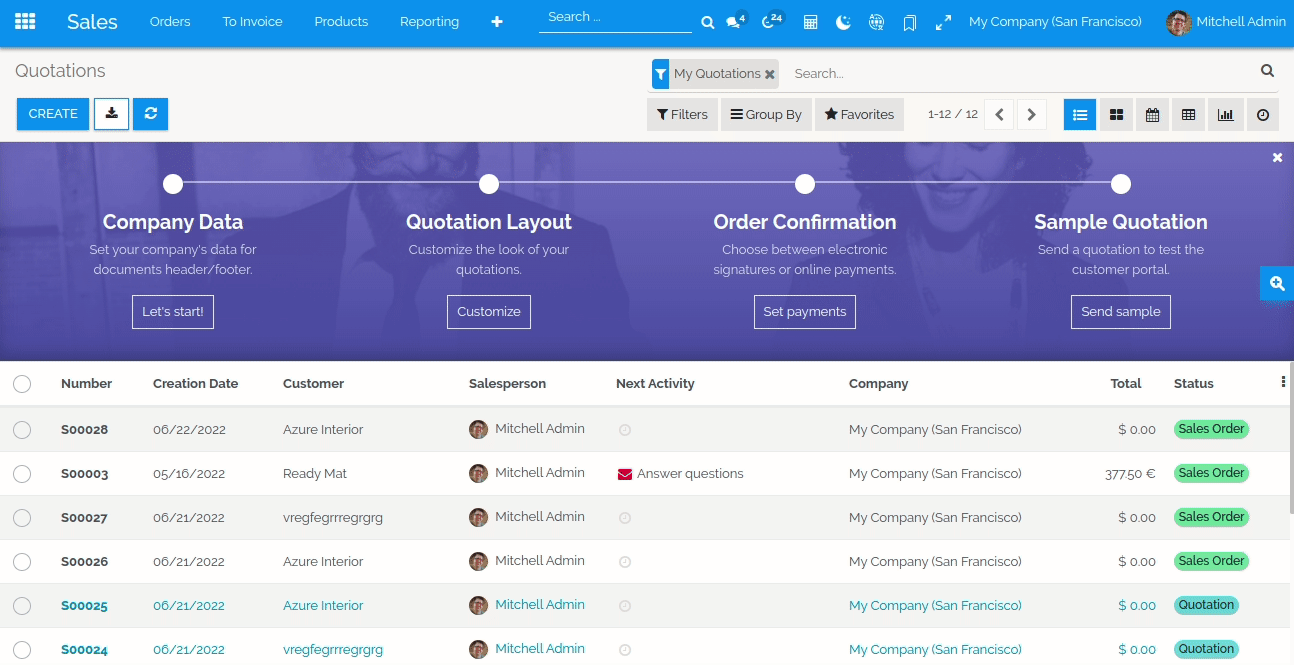 Sales Orders To Invoice Products Reporting Search ... 4 24 My Company (San Francisco) Mitchell Admin
Quotations My Quotations Search...
CREATE Filters Group By Favorites 1-12 / 12
Company Data Quotation Layout Order Confirmation Sample Quotation
Set your company's data for Customize the look of your Choose between electronic Send a quotation to test the
documents header/footer. quotations. signatures or online payments. customer portal.
Let's start! Customize Set payments Send sample
Number Creation Date Customer Salesperson Next Activity Company Total Status
S00028 06/22/2022 Azure Interior Mitchell Admin My Company (San Francisco) $ 0.00 Sales Order
S00003 05/16/2022 Ready Mat Mitchell Admin Answer questions My Company (San Francisco) 377.50 € Sales Order
S00027 06/21/2022 vregfegrrregrgrg Mitchell Admin My Company (San Francisco) $ 0.00 Sales Order
S00026 06/21/2022 Azure Interior Mitchell Admin My Company (San Francisco) $ 0.00 Sales Order
S00025 06/21/2022 Azure Interior Mitchell Admin My Company (San Francisco) $ 0.00 Quotation
S00024 06/21/2022 vregfegrrregrgrg Mitchell Admin My Company (San Francisco) $ 0.00 Quotation